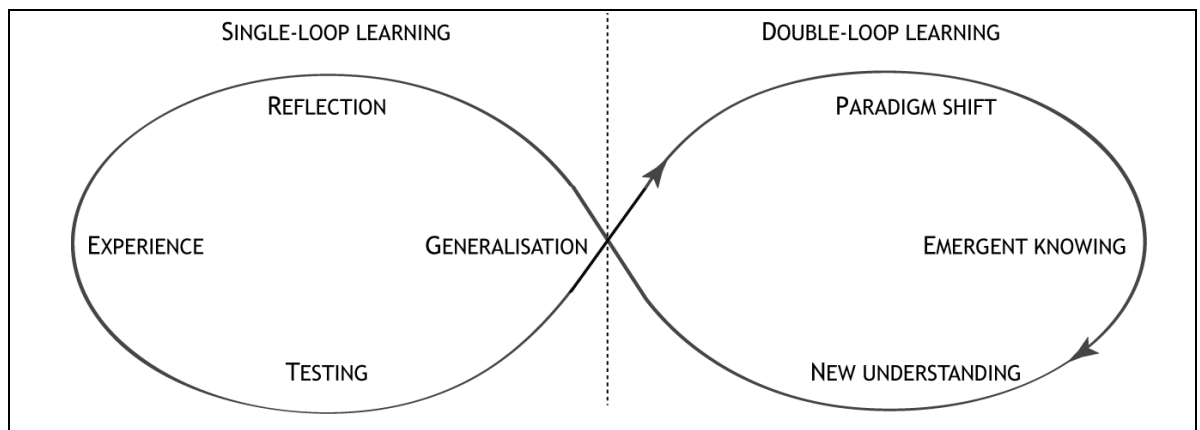 SINGLE-LOOP LEARNING
DOUBLE-LOOP LEARNING
REFLECTION
PARADIGM SHIFT
EXPERIENCE
GENERALISATION
EMERGENT KNOWING
TESTING
NEW UNDERSTANDING